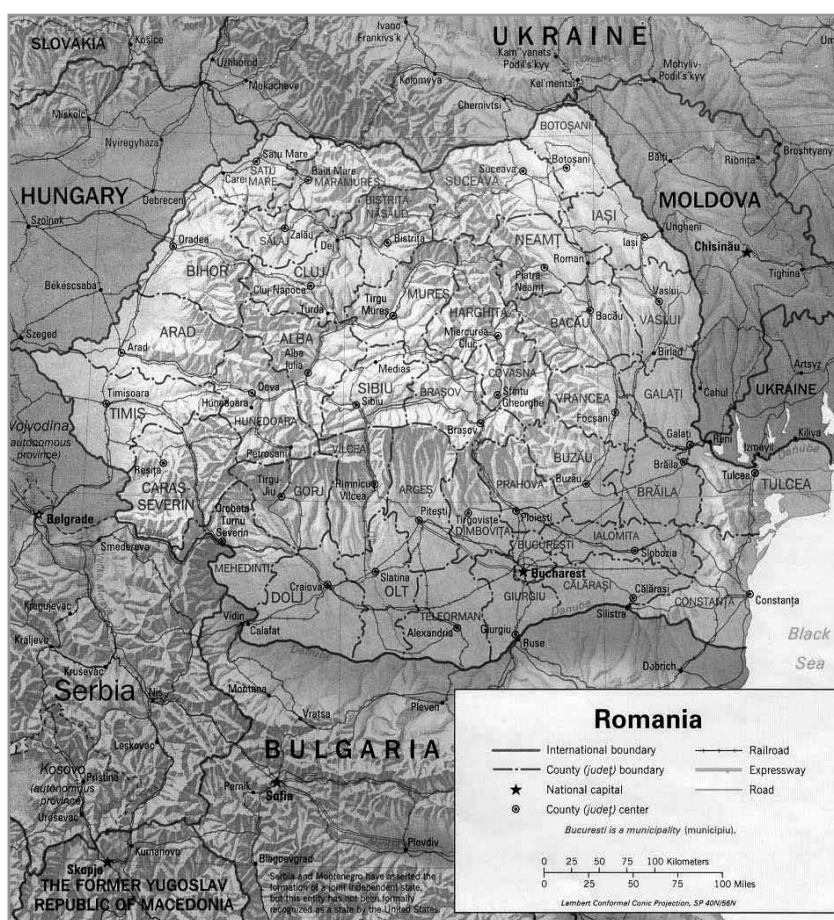 SLOVAKIA
Košice
Ivano-
Frankivs'k
UKRAINE
Kam"yanets
Podil's'kyy
Mohyliv-
Podil's'kyy
Uzhhorod
Mukacheve
Kolomyya
Kel'mentsi
Chernivtsi
Miskolc
Nyiregyhaza
BOTOȘANI
Broshtyany
Satu Mare
SATU
MARE
Carei
Baia Mare
MARAMUREȘ
SUCEAVA
Suceava
Botoșani
Bălți
Ribnița
HUNGARY
Debrecen
BISTRIȚA-
NĂSĂUD
MOLDOVA
Szolnok
Oradea
SĂLAJ
Zalău
Dej
Bistrița
IAȘI
Iași
Ungheni
Chisinău
NEAMȚ
Roman
Tighina
BIHOR
CLUJ
Cluj-Napoca
Piatra-
Neamț
Békéscsaba
Tîrgu
Mureș
MUREȘ
Turda
HARGHITA
Miercurea-
Ciuc
BACĂU
Bacău
Vaslui
VASLUI
Szeged
ARAD
Arad
ALBA
Alba
Iulia
Bîrlad
Mediaș
COVASNA
Artsyz
UKRAINE
Timișoara
TIMIȘ
Deva
Hunedoara
HUNEDOARA
SIBIU
Sibiu
BRAȘOV
Sfântu
Gheorghe
VRANCEA
Focșani
GALAȚI
Cahul
Vojvodina
(autonomous
province)
Brașov
Galați
Reni
Izmayil
Kiliya
Danube
Petroșani
VÎLCEA
BUZĂU
Buzău
Brăila
BRĂILA
Tulcea
TULCEA
Reșița
CARAȘ
SEVERIN
Tîrgu
Jiu
GORJ
Rîmnicu
Vîlcea
ARGEȘ
PRAHOVA
Belgrade
Drobeta
Turnu
Severin
Pitești
Tîrgoviște
DÎMBOVIȚA
Ploiești
Smederevo
BUCUREȘTI
IALOMIȚA
Slobozia
MEHEDINȚI
Craiova
Slatina
Bucharest
DOLJ
OLT
GIURGIU
CĂLĂRAȘI
Călărași
CONSTANȚA
Constanța
Kragujevac
Vidin
Calafat
TELEORMAN
Alexandria
Giurgiu
Danube
Silistra
Kraljevo
Ruse
Black
Sea
Kruševac
Danube
Dobrich
Serbia
Niš
Montana
Pleven
Vratsa
Leskovac
BULGARIA
Kosovo
(autonomous
province)
Pristina
Pernik
Sofia
Uroševac
Plovdiv
Skopje
Kumanovo
Blagoevgrad
THE FORMER YUGOSLAV
REPUBLIC OF MACEDONIA
Serbia and Montenegro have asserted the
formation of a joint independent state,
but this entity has not been formally
recognized as a state by the United States.
Romania
International boundary
Railroad
County (județ) boundary
Expressway
National capital
Road
County (județ) center
Bucuresti is a municipality (municipiu).
0 25 50 75 100 Kilometers
0 25 50 75 100 Miles
Lambert Conformal Conic Projection, SP 40N/56N